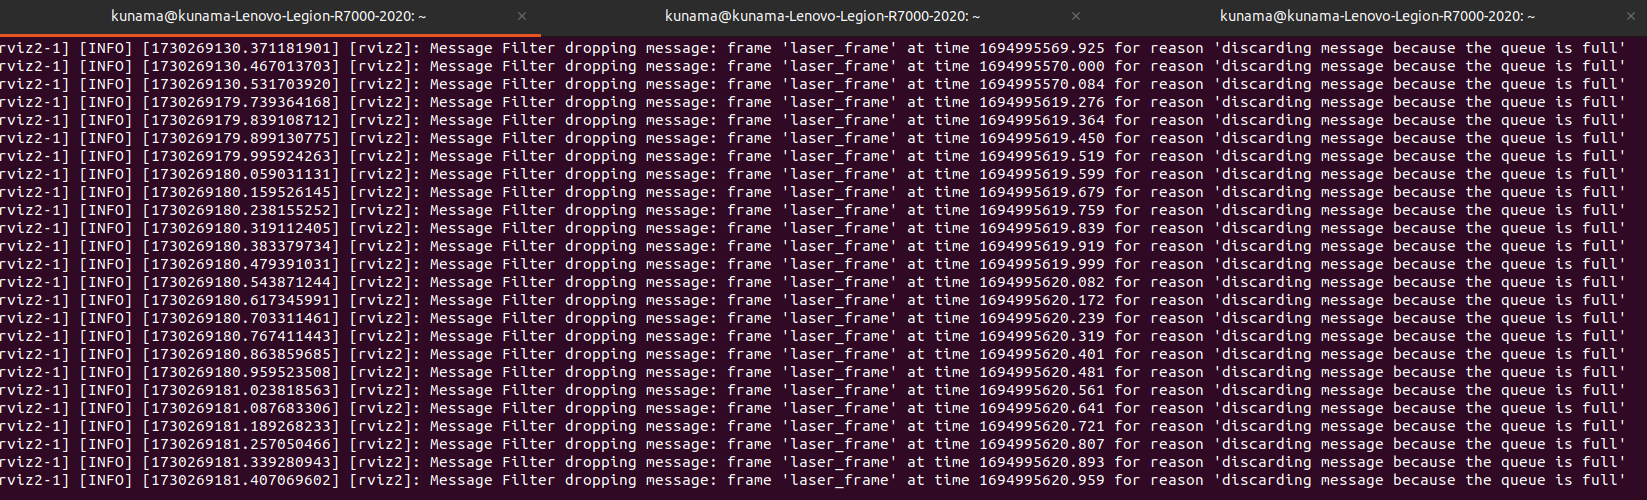 kunama@kunama-Lenovo-Legion-R7000-2020: ~ × kunama@kunama-Lenovo-Legion-R7000-2020: ~ × kunama@kunama-Lenovo-Legion-R7000-2020: ~ ×
rviz2-1] [INFO] [1730269130.371181901] [rviz2]: Message Filter dropping message: frame 'laser_frame' at time 1694995569.925 for reason 'discarding message because the queue is full'
rviz2-1] [INFO] [1730269130.467013703] [rviz2]: Message Filter dropping message: frame 'laser_frame' at time 1694995570.000 for reason 'discarding message because the queue is full'
rviz2-1] [INFO] [1730269130.531703920] [rviz2]: Message Filter dropping message: frame 'laser_frame' at time 1694995570.084 for reason 'discarding message because the queue is full'
rviz2-1] [INFO] [1730269179.739364168] [rviz2]: Message Filter dropping message: frame 'laser_frame' at time 1694995619.276 for reason 'discarding message because the queue is full'
rviz2-1] [INFO] [1730269179.839108712] [rviz2]: Message Filter dropping message: frame 'laser_frame' at time 1694995619.364 for reason 'discarding message because the queue is full'
rviz2-1] [INFO] [1730269179.899130775] [rviz2]: Message Filter dropping message: frame 'laser_frame' at time 1694995619.450 for reason 'discarding message because the queue is full'
rviz2-1] [INFO] [1730269179.995924263] [rviz2]: Message Filter dropping message: frame 'laser_frame' at time 1694995619.519 for reason 'discarding message because the queue is full'
rviz2-1] [INFO] [1730269180.059031131] [rviz2]: Message Filter dropping message: frame 'laser_frame' at time 1694995619.599 for reason 'discarding message because the queue is full'
rviz2-1] [INFO] [1730269180.159526145] [rviz2]: Message Filter dropping message: frame 'laser_frame' at time 1694995619.679 for reason 'discarding message because the queue is full'
rviz2-1] [INFO] [1730269180.238155252] [rviz2]: Message Filter dropping message: frame 'laser_frame' at time 1694995619.759 for reason 'discarding message because the queue is full'
rviz2-1] [INFO] [1730269180.319112405] [rviz2]: Message Filter dropping message: frame 'laser_frame' at time 1694995619.839 for reason 'discarding message because the queue is full'
rviz2-1] [INFO] [1730269180.383379734] [rviz2]: Message Filter dropping message: frame 'laser_frame' at time 1694995619.919 for reason 'discarding message because the queue is full'
rviz2-1] [INFO] [1730269180.479391031] [rviz2]: Message Filter dropping message: frame 'laser_frame' at time 1694995619.999 for reason 'discarding message because the queue is full'
rviz2-1] [INFO] [1730269180.543871244] [rviz2]: Message Filter dropping message: frame 'laser_frame' at time 1694995620.082 for reason 'discarding message because the queue is full'
rviz2-1] [INFO] [1730269180.617345991] [rviz2]: Message Filter dropping message: frame 'laser_frame' at time 1694995620.172 for reason 'discarding message because the queue is full'
rviz2-1] [INFO] [1730269180.703311461] [rviz2]: Message Filter dropping message: frame 'laser_frame' at time 1694995620.239 for reason 'discarding message because the queue is full'
rviz2-1] [INFO] [1730269180.767411443] [rviz2]: Message Filter dropping message: frame 'laser_frame' at time 1694995620.319 for reason 'discarding message because the queue is full'
rviz2-1] [INFO] [1730269180.863859685] [rviz2]: Message Filter dropping message: frame 'laser_frame' at time 1694995620.401 for reason 'discarding message because the queue is full'
rviz2-1] [INFO] [1730269180.959523508] [rviz2]: Message Filter dropping message: frame 'laser_frame' at time 1694995620.481 for reason 'discarding message because the queue is full'
rviz2-1] [INFO] [1730269181.023818563] [rviz2]: Message Filter dropping message: frame 'laser_frame' at time 1694995620.561 for reason 'discarding message because the queue is full'
rviz2-1] [INFO] [1730269181.087683306] [rviz2]: Message Filter dropping message: frame 'laser_frame' at time 1694995620.641 for reason 'discarding message because the queue is full'
rviz2-1] [INFO] [1730269181.189268233] [rviz2]: Message Filter dropping message: frame 'laser_frame' at time 1694995620.721 for reason 'discarding message because the queue is full'
rviz2-1] [INFO] [1730269181.257050466] [rviz2]: Message Filter dropping message: frame 'laser_frame' at time 1694995620.807 for reason 'discarding message because the queue is full'
rviz2-1] [INFO] [1730269181.339280943] [rviz2]: Message Filter dropping message: frame 'laser_frame' at time 1694995620.893 for reason 'discarding message because the queue is full'
rviz2-1] [INFO] [1730269181.407069602] [rviz2]: Message Filter dropping message: frame 'laser_frame' at time 1694995620.959 for reason 'discarding message because the queue is full'